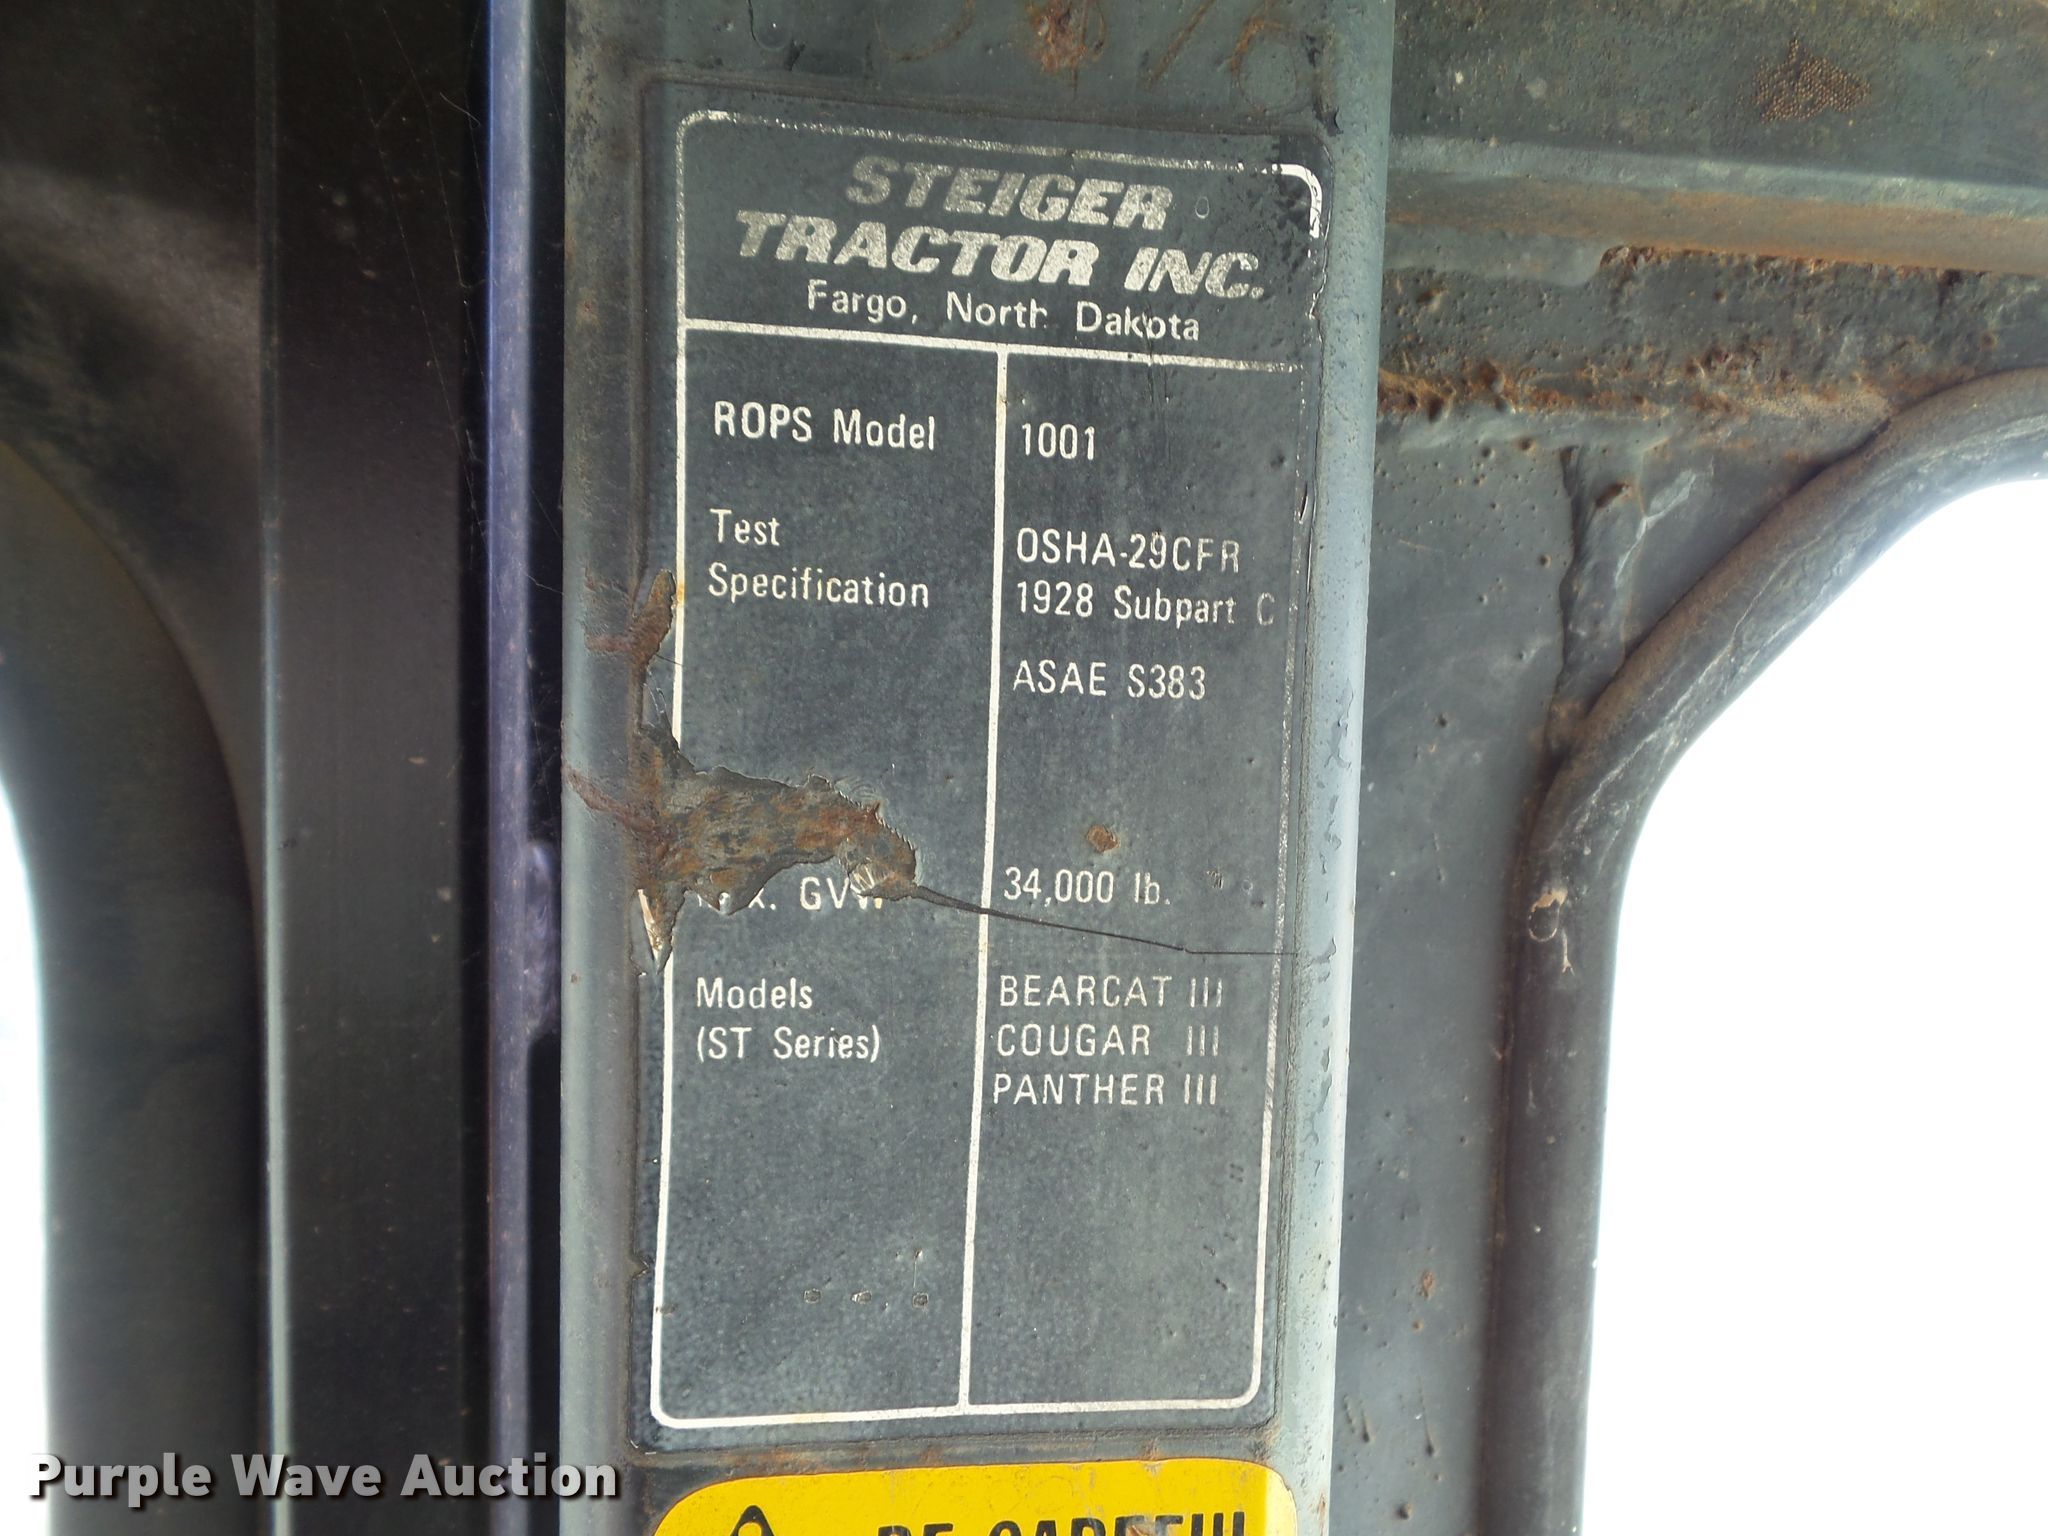 STEIGER
TRACTOR INC.
Fargo, North Dakota
ROPS Model 1001
Test
Specification
OSHA-29CFR
1928 Subpart C
ASAE S383
GVW 34,000 lb.
Models
(ST Series)
BEARCAT III
COUGAR III
PANTHER III
Purple Wave Auction